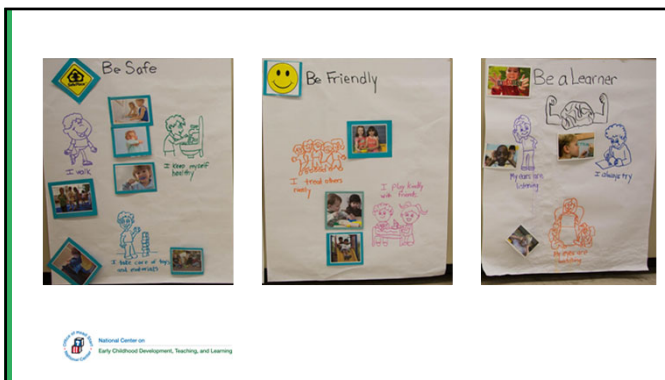 Be Safe
I walk
I keep myself
healthy
I take care of toys
and materials
Be Friendly
I treat others
I play kindly
with friends
Be a Learner
My ears are
listening
I always try
My eyes are
watching
National Center on
Early Childhood Development, Teaching, and Learning